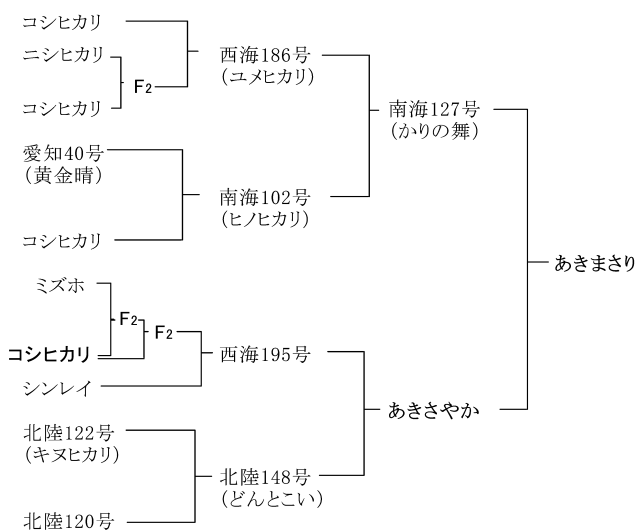 コシヒカリ
ニシヒカリ
F2
コシヒカリ
西海186号
(ユメヒカリ)
愛知40号
(黄金晴)
コシヒカリ
南海102号
(ヒノヒカリ)
南海127号
(かりの舞)
ミズホ
F2
コシヒカリ
F2
シンレイ
西海195号
北陸122号
(キヌヒカリ)
北陸120号
北陸148号
(どんとこい)
あきさやか
あきまさり